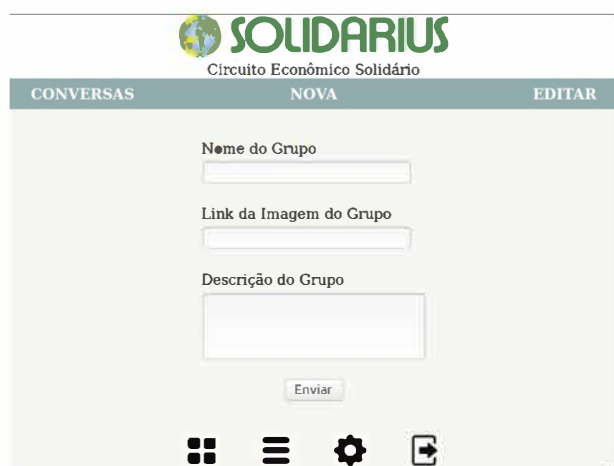 SOLIDARIUS
Circuito Econômico Solidário
CONVERSAS NOVA EDITAR
Nome do Grupo
Link da Imagem do Grupo
Descrição do Grupo
Enviar